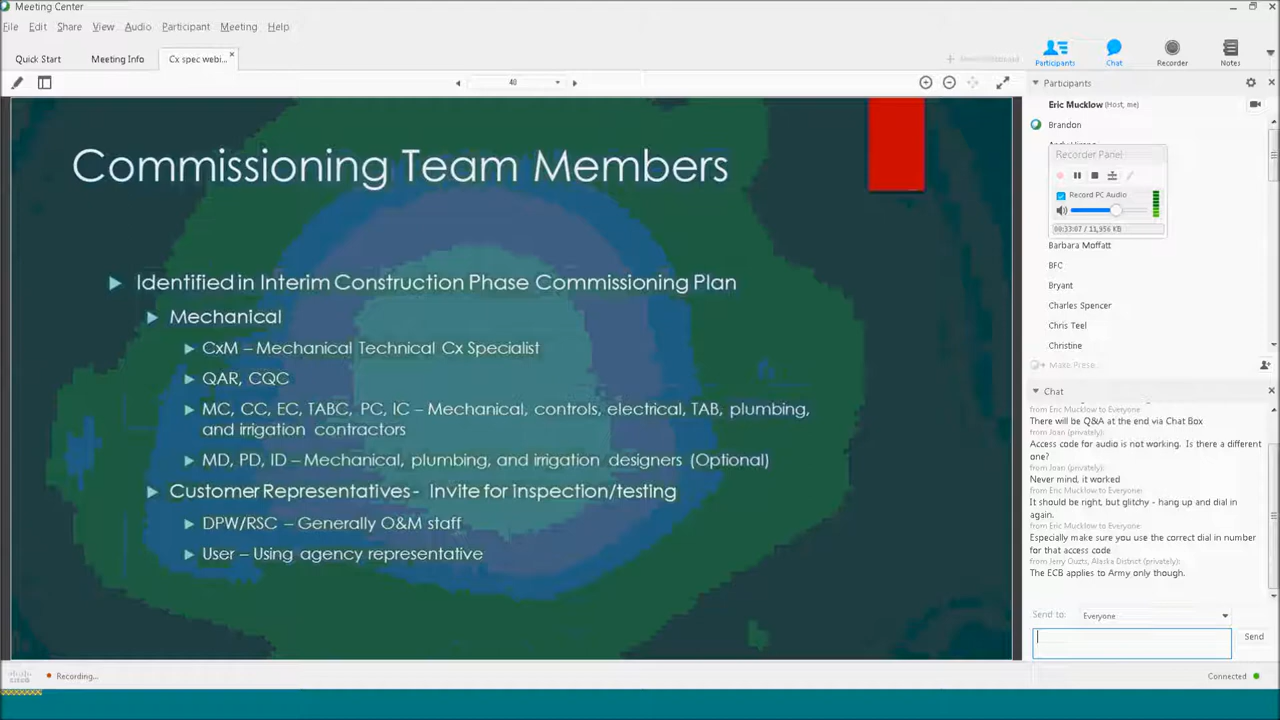 Meeting Center
File Edit Share View Audio Participant Meeting Help
Quick Start Meeting Info Cx spec webi...
Participants Chat Recorder Notes
40
Commissioning Team Members
Identified in Interim Construction Phase Commissioning Plan
Mechanical
CxM – Mechanical Technical Cx Specialist
QAR, CQC
MC, CC, EC, TABC, PC, IC – Mechanical, controls, electrical, TAB, plumbing,
and irrigation contractors
MD, PD, ID – Mechanical, plumbing, and irrigation designers (Optional)
Customer Representatives - Invite for inspection/testing
DPW/RSC – Generally O&M staff
User – Using agency representative
Participants
Eric Mucklow (Host, me)
Brandon
Recorder Panel
Record PC Audio
00:33:07 / 11,956 KB
Barbara Moffatt
BFC
Bryant
Charles Spencer
Chris Teel
Christine
Make Prese..
Chat
from Eric Mucklow to Everyone:
There will be Q&A at the end via Chat Box
from Joan (privately):
Access code for audio is not working. Is there a different
one?
from Joan (privately):
Never mind, it worked
from Eric Mucklow to Everyone:
It should be right, but glitchy - hang up and dial in
again.
from Eric Mucklow to Everyone:
Especially make sure you use the correct dial in number
for that access code
from Jerry Ouzts, Alaska District (privately):
The ECB applies to Army only though.
Send to: Everyone
Send
Recording...
Connected